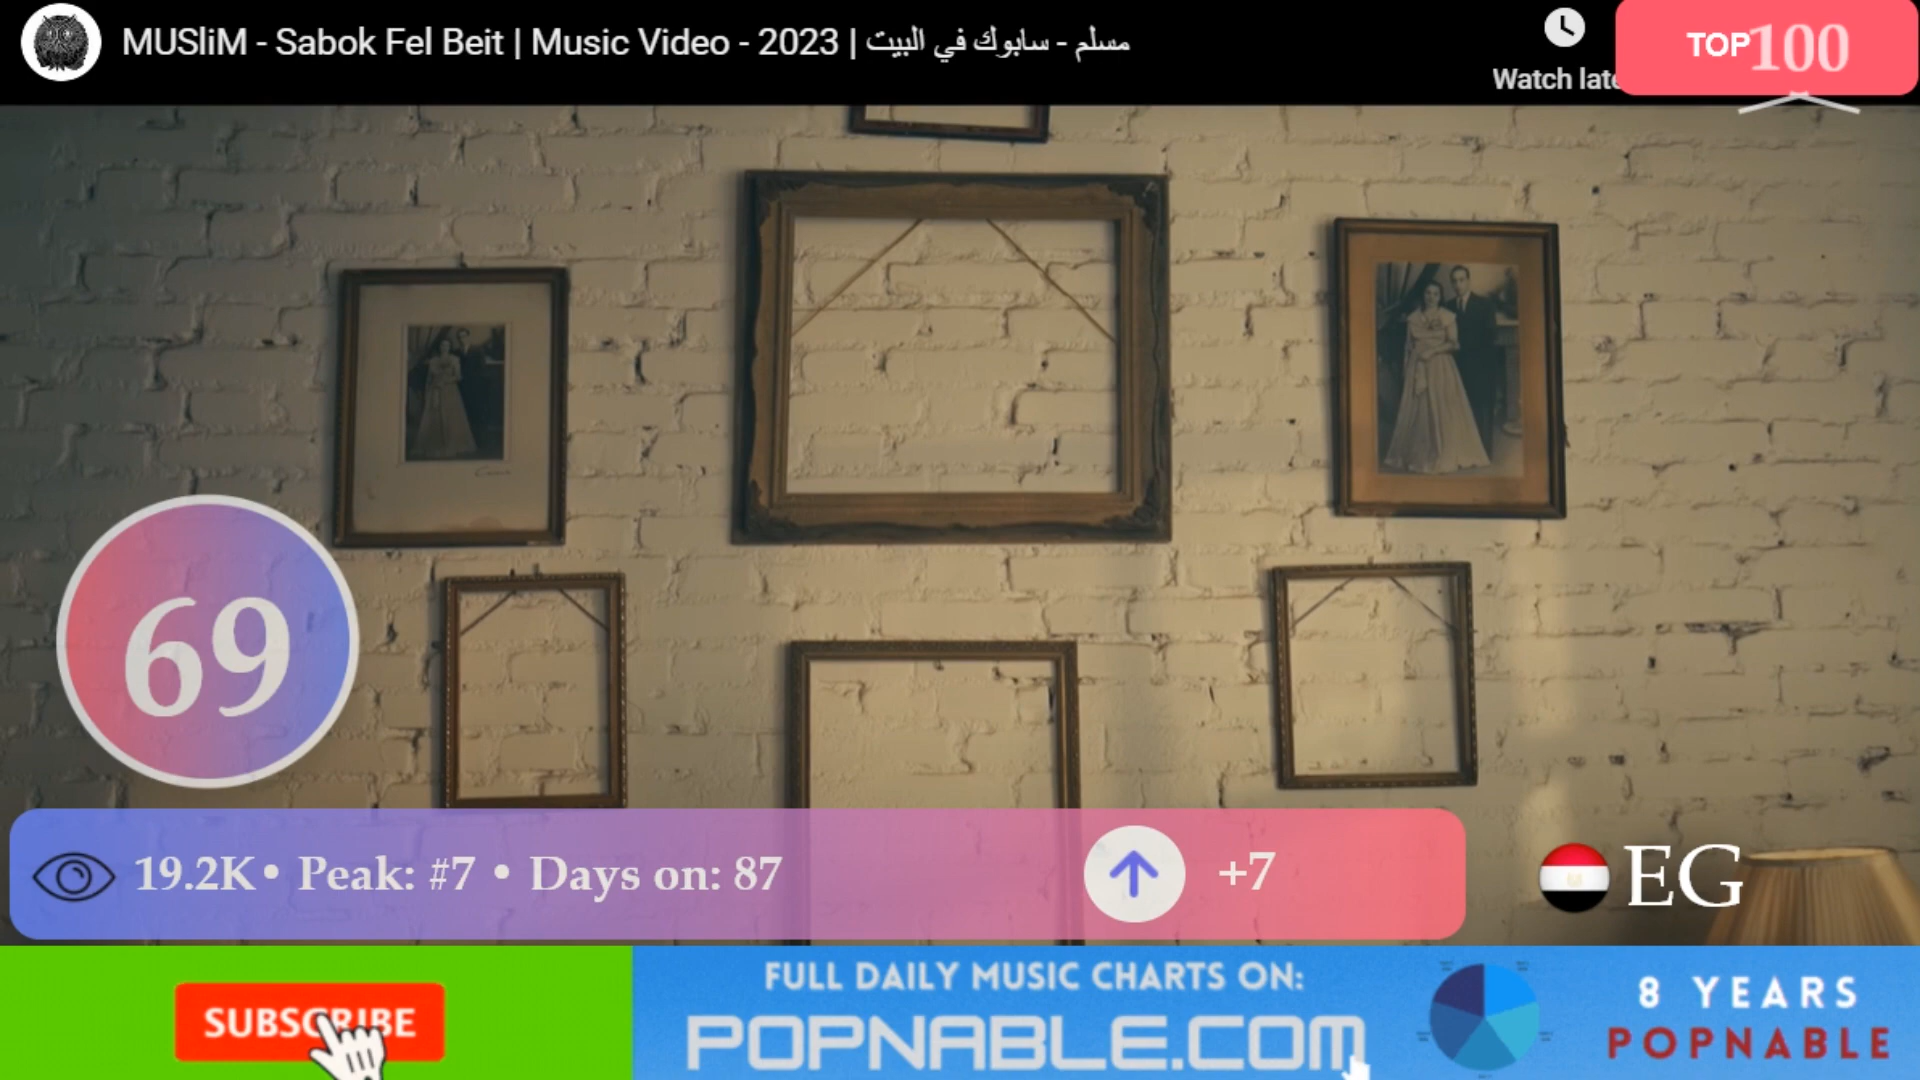 MUSliM - Sabok Fel Beit | Music Video - 2023 | مسلم - سابوك في البيت
Watch late
TOP100
69
19.2K • Peak: #7 • Days on: 87
+7
EG
SUBSCRIBE
FULL DAILY MUSIC CHARTS ON:
POPNABLE.COM
8 YEARS
POPNABLE